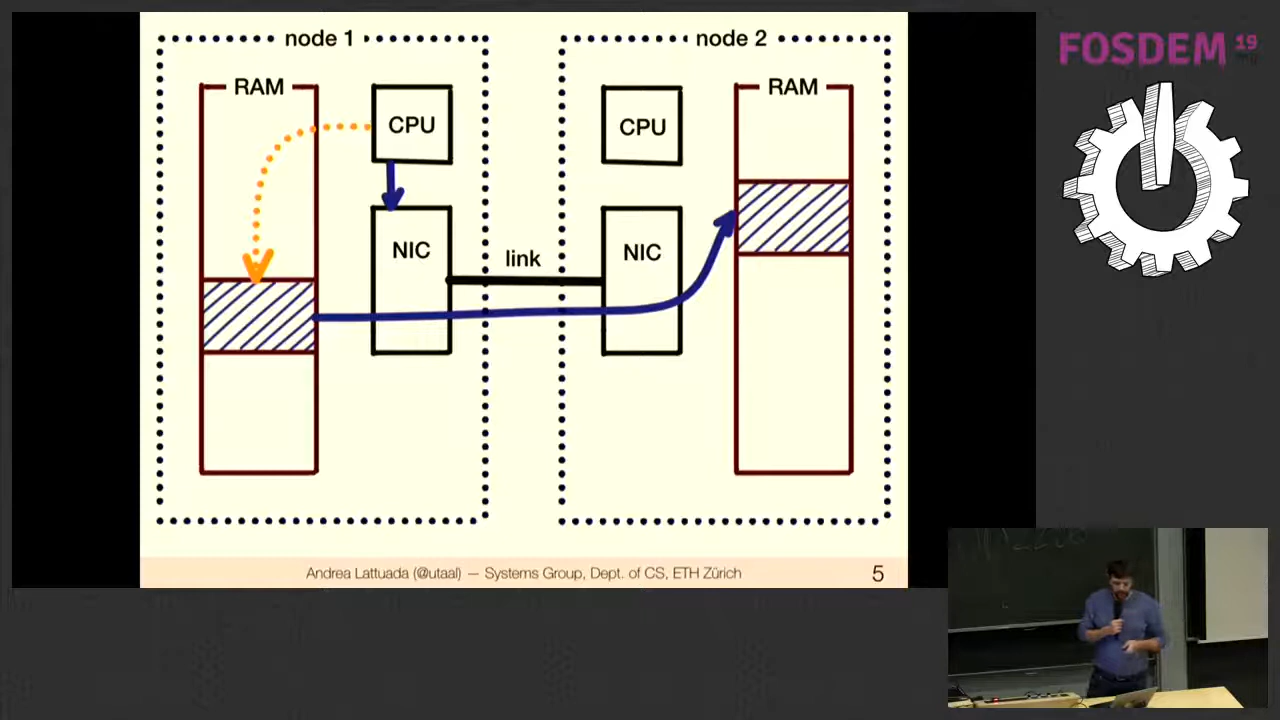 node 1
node 2
RAM
CPU
CPU
RAM
NIC
link
NIC
Andrea Lattuada (@utaal) — Systems Group, Dept. of CS, ETH Zürich
5
FOSDEM 19